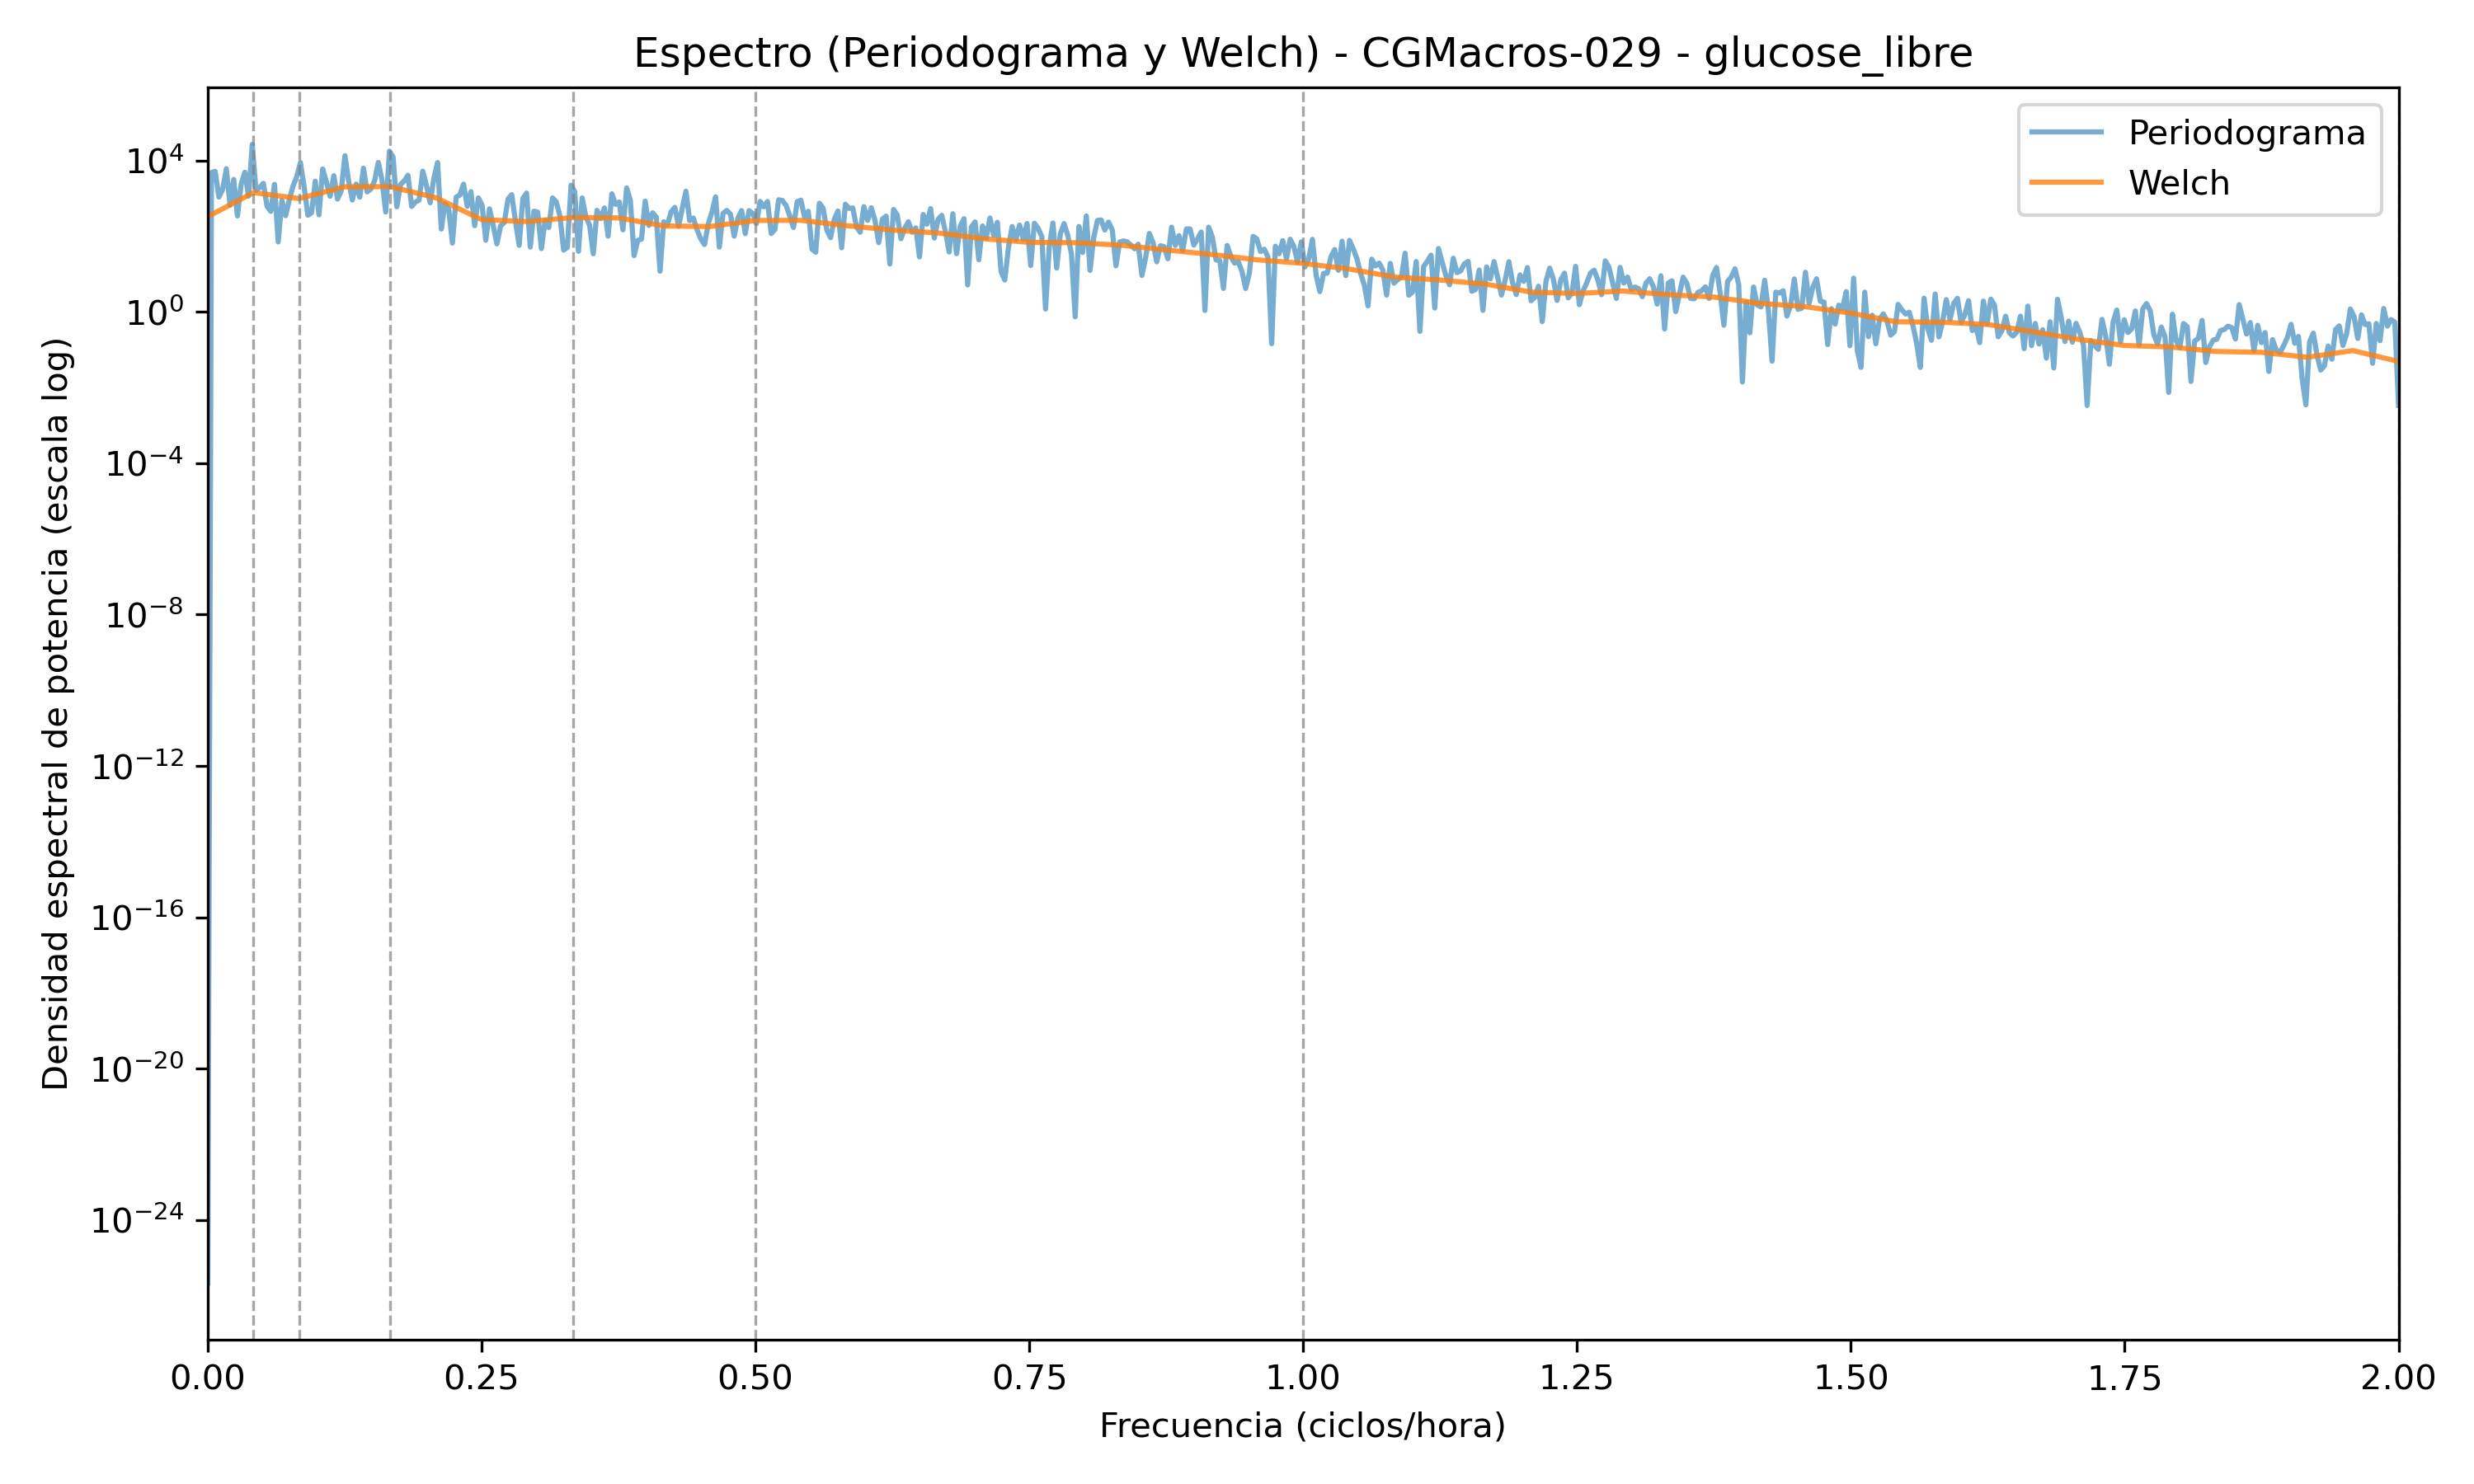 Espectro (Periodograma y Welch) - CGMacros-029 - glucose_libre
Periodograma
Welch
Densidad espectral de potencia (escala log)
10^4
10^0
10^−4
10^−8
10^−12
10^−16
10^−20
10^−24
0.00 0.25 0.50 0.75 1.00 1.25 1.50 1.75 2.00
Frecuencia (ciclos/hora)